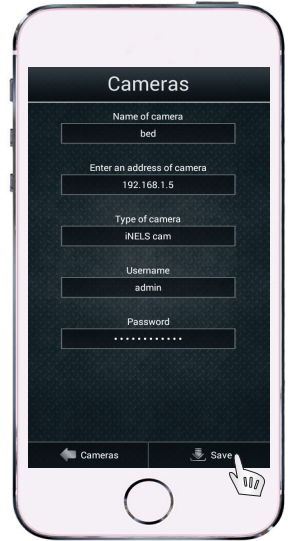 Cameras
Name of camera
bed
Enter an address of camera
192.168.1.5
Type of camera
iNELS cam
Username
admin
Password
••••••••••••
Cameras
Save